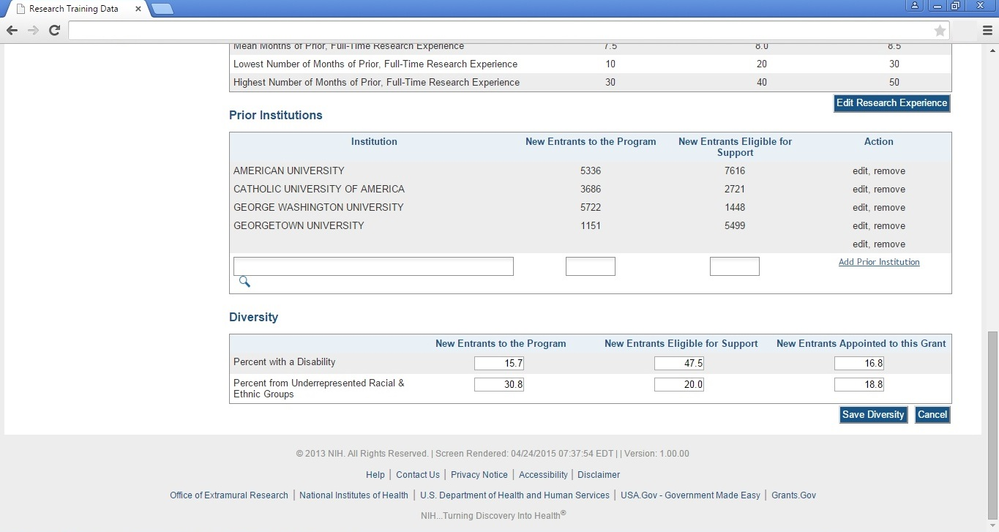 Research Training Data
Mean Months of Prior, Full-Time Research Experience 7.5 8.0 8.5
Lowest Number of Months of Prior, Full-Time Research Experience 10 20 30
Highest Number of Months of Prior, Full-Time Research Experience 30 40 50
Edit Research Experience
Prior Institutions
Institution New Entrants to the Program New Entrants Eligible for Support Action
AMERICAN UNIVERSITY 5336 7616 edit, remove
CATHOLIC UNIVERSITY OF AMERICA 3686 2721 edit, remove
GEORGE WASHINGTON UNIVERSITY 5722 1448 edit, remove
GEORGETOWN UNIVERSITY 1151 5499 edit, remove
edit, remove
Add Prior Institution
Diversity
New Entrants to the Program New Entrants Eligible for Support New Entrants Appointed to this Grant
Percent with a Disability 15.7 47.5 16.8
Percent from Underrepresented Racial & 30.8 20.0 18.8
Ethnic Groups
Save Diversity Cancel
© 2013 NIH. All Rights Reserved. | Screen Rendered: 04/24/2015 07:37:54 EDT | | Version: 1.00.00
Help | Contact Us | Privacy Notice | Accessibility | Disclaimer
Office of Extramural Research | National Institutes of Health | U.S. Department of Health and Human Services | USA.Gov - Government Made Easy | Grants.Gov
NIH...Turning Discovery Into Health®